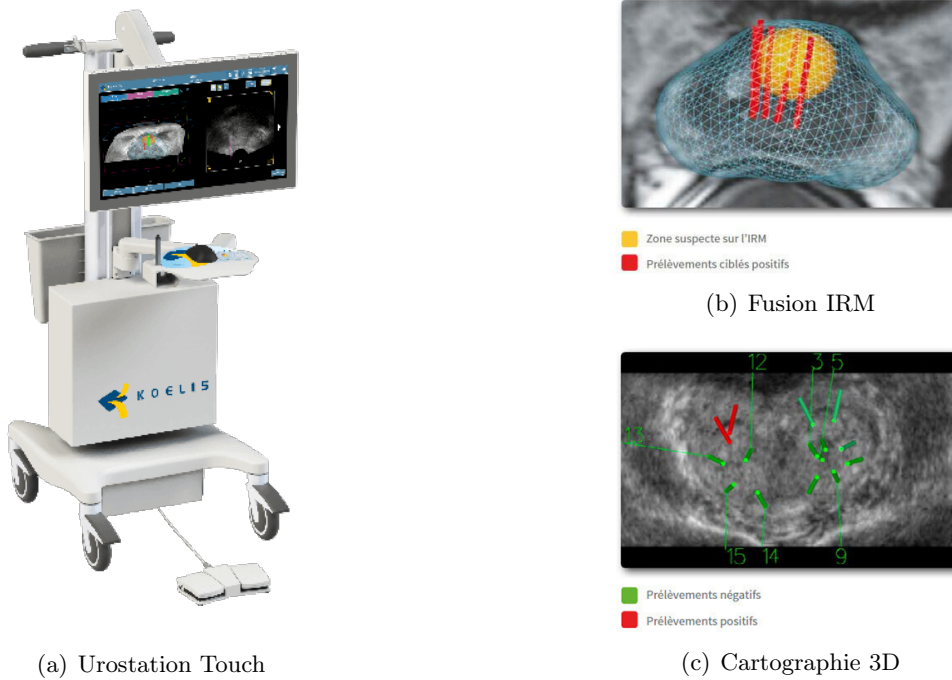 KOELIS
(a) Urostation Touch
Zone suspecte sur l'IRM
Prélèvements ciblés positifs
(b) Fusion IRM
12
3
5
13
15
14
9
Prélèvements négatifs
Prélèvements positifs
(c) Cartographie 3D